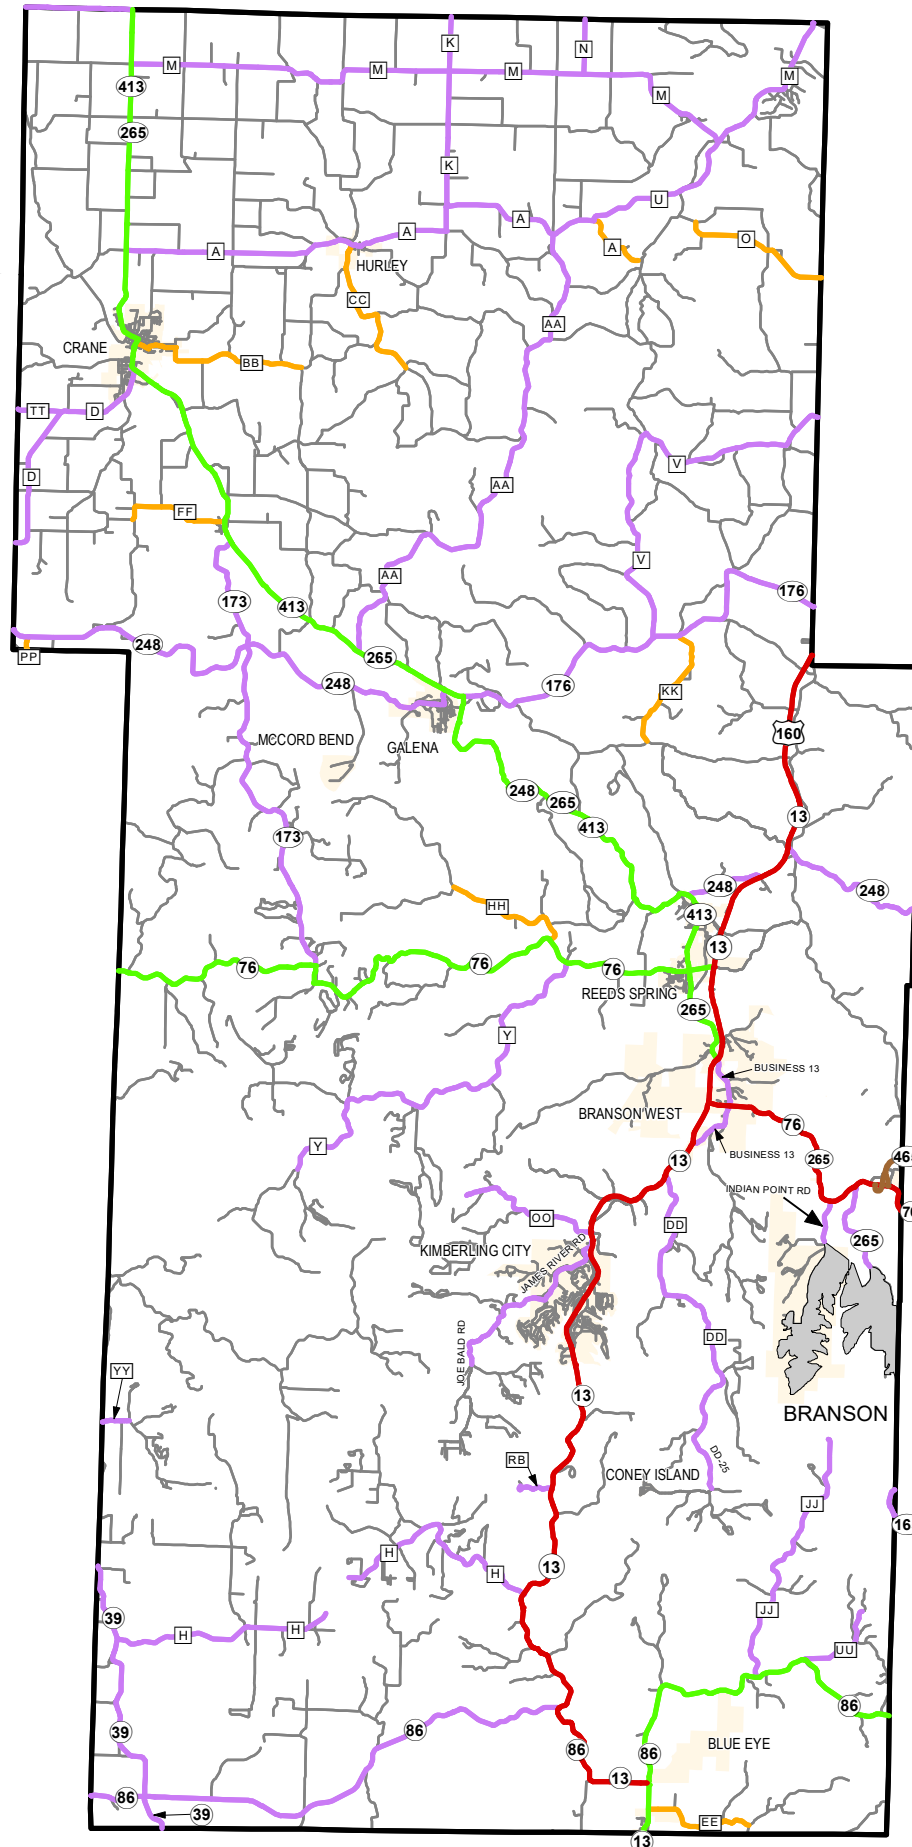 K
N
M
M
M
M
M
413
265
K
U
A
A
A
A
O
HURLEY
CC
AA
CRANE
BB
TT
D
V
D
AA
FF
V
AA
176
173
413
248
265
PP
248
176
KK
160
MCCORD BEND
GALENA
248
265
13
413
173
248
248
HH
413
13
76
76
76
REEDS SPRING
265
Y
BUSINESS 13
BRANSON WEST
76
Y
13
BUSINESS 13
265
465
INDIAN POINT RD
76
OO
DD
265
KIMBERLING CITY
JAMES RIVER RD
JOE BALD RD
DD
YY
13
BRANSON
RB
DD-25
CONEY ISLAND
JJ
H
13
H
39
JJ
H
H
UU
86
39
86
86
86
BLUE EYE
13
86
39
EE
13